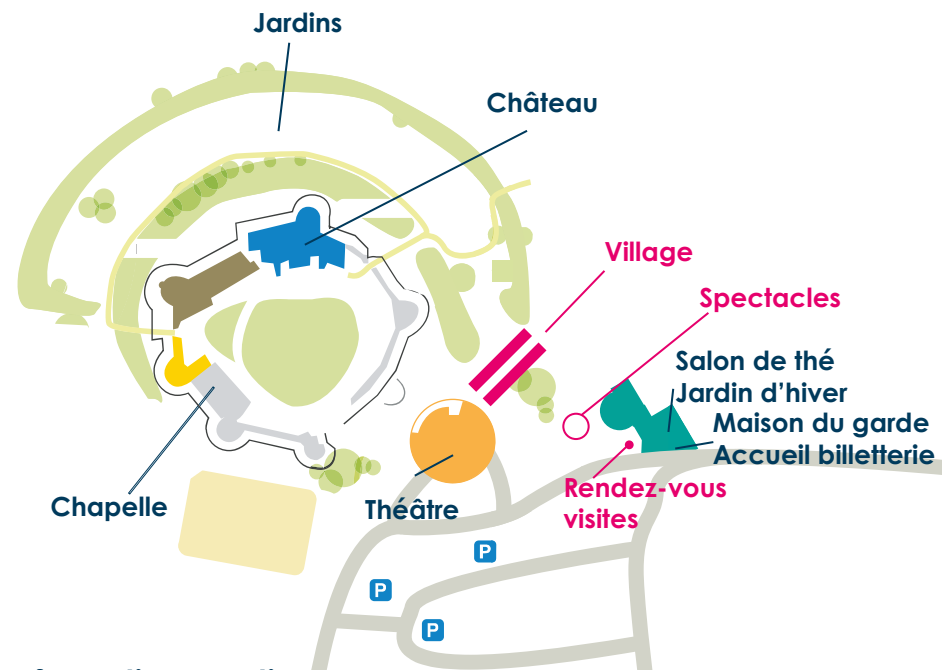 Jardins
Château
Village
Spectacles
Salon de thé
Jardin d'hiver
Maison du garde
Accueil billetterie
Rendez-vous
visites
Chapelle
Théâtre
P
P
P